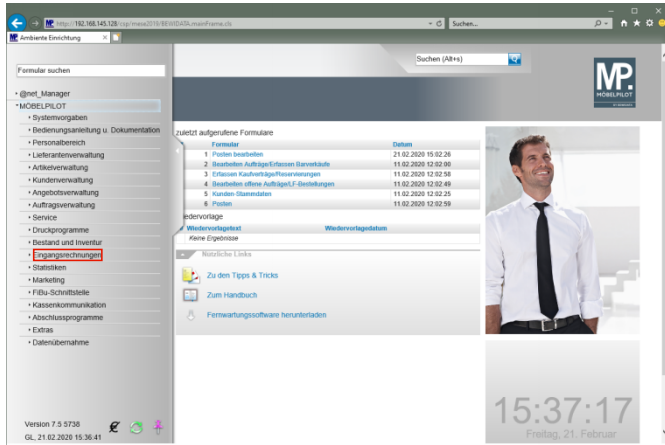 http://192.168.145.128/csp/mese2019/BEWIDATA.mainFrame.cls
Suchen...
Ambiente Einrichtung
Formular suchen
Suchen (Alt+s)
MP.
MÖBELPILOT
@net_Manager
MÖBELPILOT
Systemvorgaben
Bedienungsanleitung u. Dokumentation
Personalbereich
Lieferantenverwaltung
Artikelverwaltung
Kundenverwaltung
Angebotsverwaltung
Auftragsverwaltung
Service
Druckprogramme
Bestand und Inventur
Eingangsrechnungen
Statistiken
Marketing
FiBu-Schnittstelle
Kassenkommunikation
Abschlussprogramme
Extras
Datenübernahme
Version 7.5 5738
GL, 21.02.2020 15:36:41
zuletzt aufgerufene Formulare
Formular Datum
1 Posten bearbeiten 21.02.2020 15:02:26
2 Bearbeiten Aufträge/Erfassen Barverkäufe 11.02.2020 12:02:00
3 Erfassen Kaufverträge/Reservierungen 11.02.2020 12:02:58
4 Bearbeiten offene Aufträge/LF-Bestellungen 11.02.2020 12:02:49
5 Kunden-Stammdaten 11.02.2020 12:02:25
6 Posten 11.02.2020 12:02:59
edervorlage
Wiedervorlagetext Wiedervorlagedatum
Keine Ergebnisse
Nützliche Links
Zu den Tipps & Tricks
Zum Handbuch
Fernwartungssoftware herunterladen
15:37:17
Freitag, 21. Februar